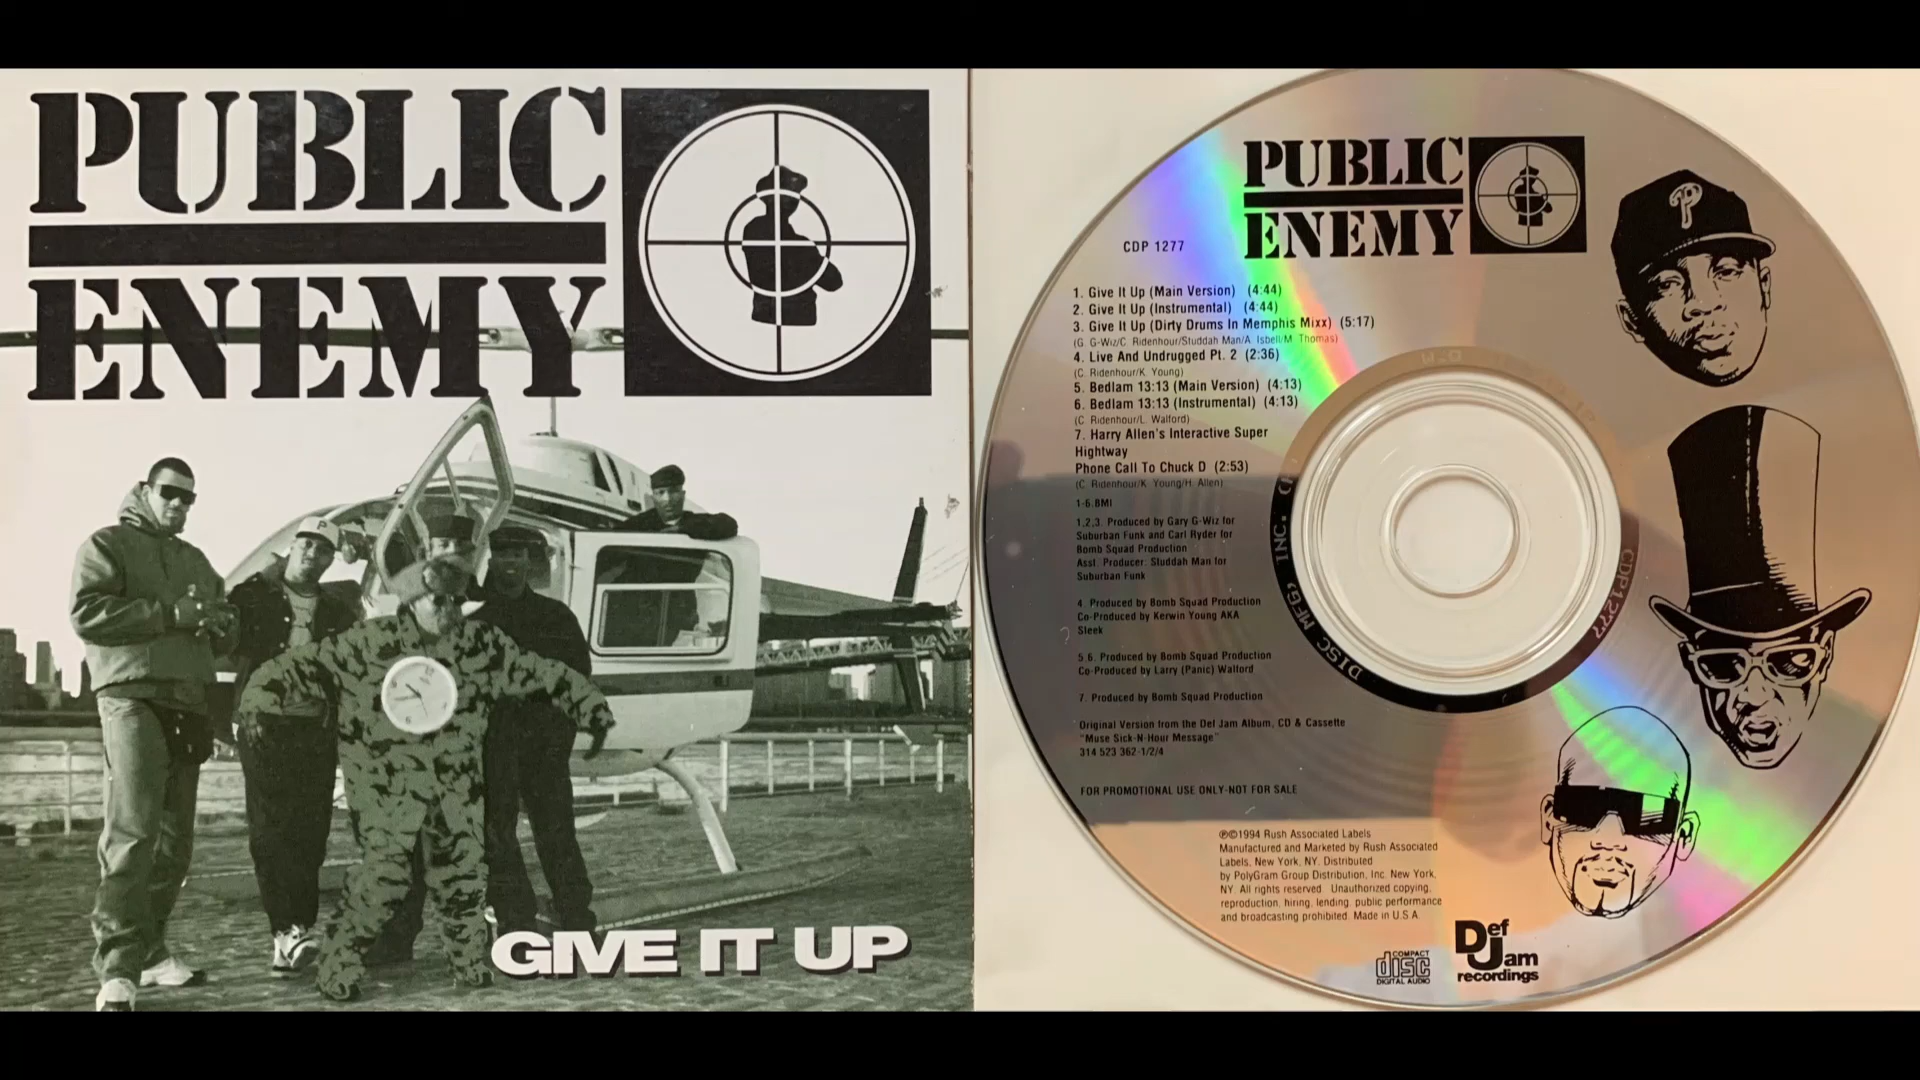 PUBLIC
ENEMY
GIVE IT UP
PUBLIC
ENEMY
P
CDP 1277
1. Give It Up (Main Version) (4:44)
2. Give It Up (Instrumental) (4:44)
3. Give It Up (Dirty Drums In Memphis Mixx) (5:17)
(G. G-Wiz/C. Ridenhour/Studdah Man/A. Isbell/M. Thomas)
4. Live And Undrugged Pt. 2 (2:36)
(C. Ridenhour/K. Young)
5. Bedlam 13:13 (Main Version) (4:13)
6. Bedlam 13:13 (Instrumental) (4:13)
(C. Ridenhour/L. Walford)
7. Harry Allen's Interactive Super
Hightway
Phone Call To Chuck D (2:53)
(C. Ridenhour/K. Young/H. Allen)
1-6.BMI
1,2,3. Produced by Gary G-Wiz for
Suburban Funk and Carl Ryder for
Bomb Squad Production
Asst. Producer: Studdah Man for
Suburban Funk
4. Produced by Bomb Squad Production
Co-Produced by Kerwin Young AKA
Sleek
5,6. Produced by Bomb Squad Production
Co-Produced by Larry (Panic) Walford
7. Produced by Bomb Squad Production
Original Version from the Def Jam Album, CD & Cassette
"Muse Sick-N-Hour Message"
314 523 362-1/2/4
FOR PROMOTIONAL USE ONLY-NOT FOR SALE
℗©1994 Rush Associated Labels
Manufactured and Marketed by Rush Associated
Labels, New York, NY. Distributed
by PolyGram Group Distribution, Inc. New York,
NY. All rights reserved. Unauthorized copying,
reproduction, hiring, lending, public performance
and broadcasting prohibited. Made in U.S.A.
COMPACT
disc
DIGITAL AUDIO
Def
Jam
recordings
DISC MFG, INC.
CDP1277